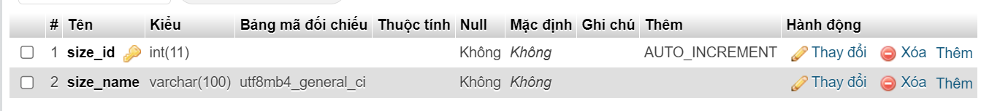 # Tên Kiểu Bảng mã đối chiếu Thuộc tính Null Mặc định Ghi chú Thêm Hành động
1 size_id int(11) Không Không AUTO_INCREMENT Thay đổi Xóa Thêm
2 size_name varchar(100) utf8mb4_general_ci Không Không Thay đổi Xóa Thêm